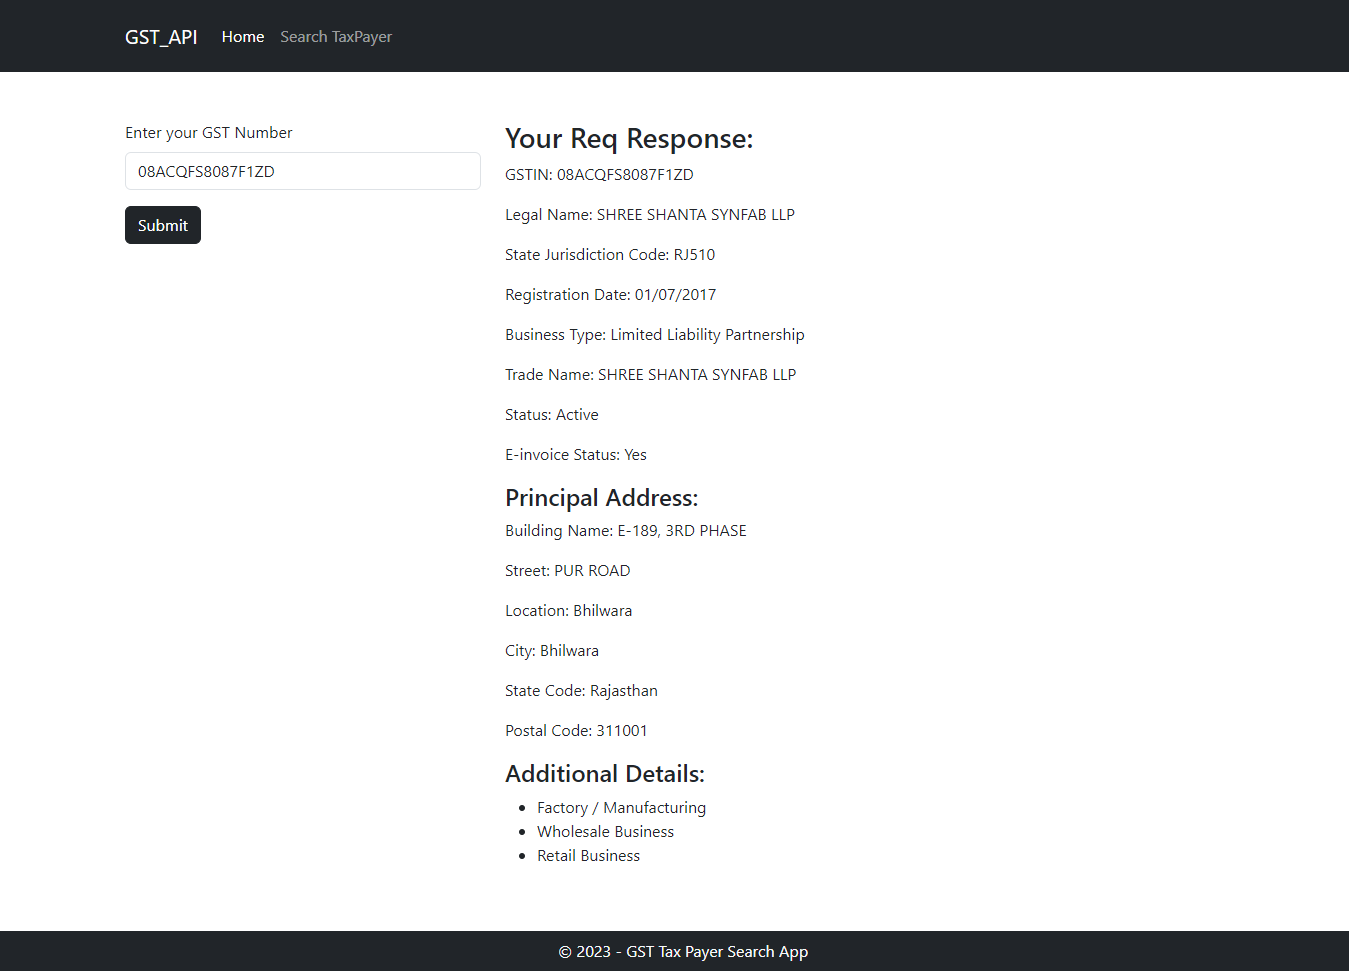 GST_API Home Search TaxPayer
Enter your GST Number
08ACQFS8087F1ZD
Submit
Your Req Response:
GSTIN: 08ACQFS8087F1ZD
Legal Name: SHREE SHANTA SYNFAB LLP
State Jurisdiction Code: RJ510
Registration Date: 01/07/2017
Business Type: Limited Liability Partnership
Trade Name: SHREE SHANTA SYNFAB LLP
Status: Active
E-invoice Status: Yes
Principal Address:
Building Name: E-189, 3RD PHASE
Street: PUR ROAD
Location: Bhilwara
City: Bhilwara
State Code: Rajasthan
Postal Code: 311001
Additional Details:
• Factory / Manufacturing
• Wholesale Business
• Retail Business
© 2023 - GST Tax Payer Search App